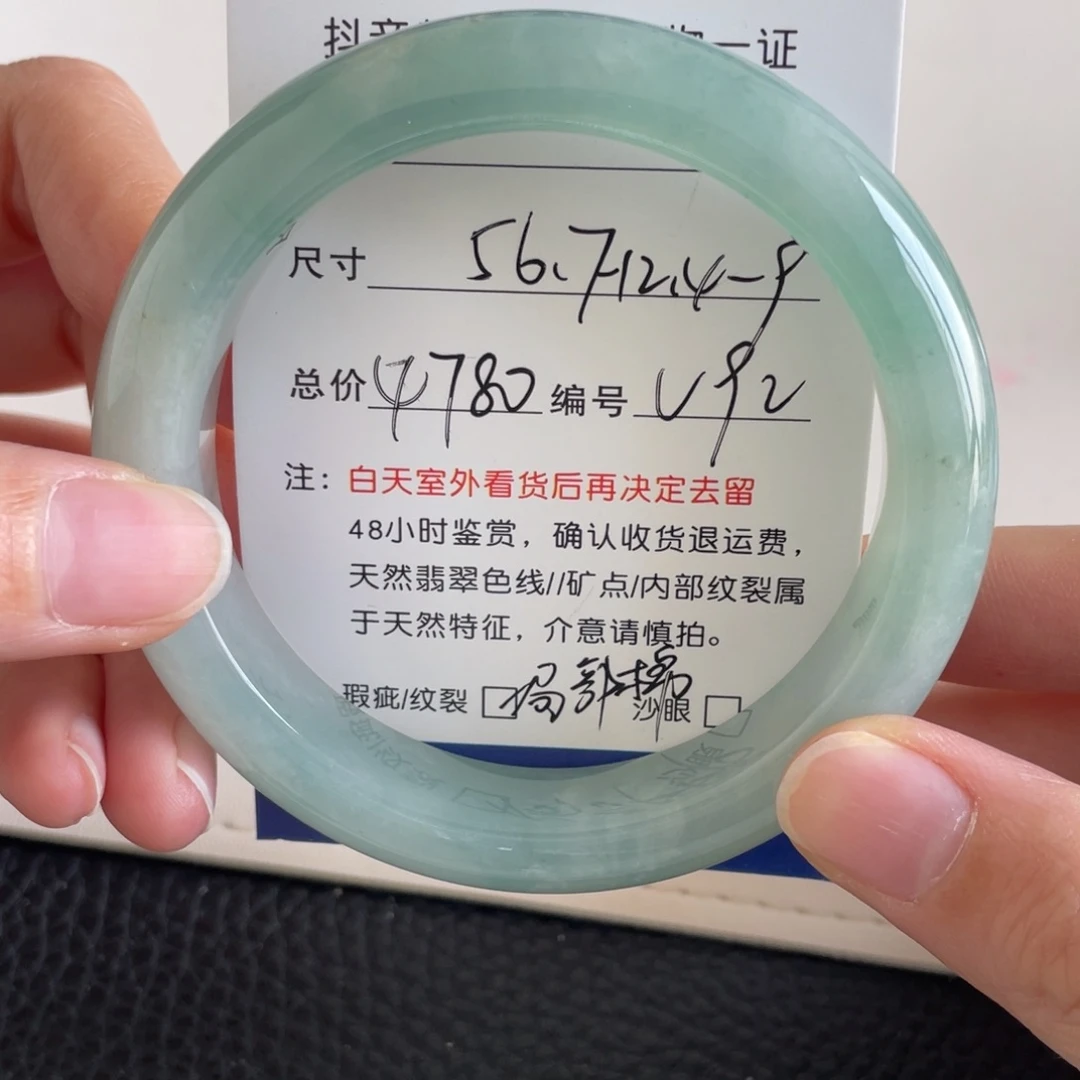 抖音 一证
尺寸 56.7-12.4-9
总价 4780 编号 V92
注：白天室外看货后再决定去留
48小时鉴赏，确认收货退运费，
天然翡翠色线//矿点/内部纹裂属
于天然特征，介意请慎拍。
瑕疵/纹裂 局部棉 沙眼